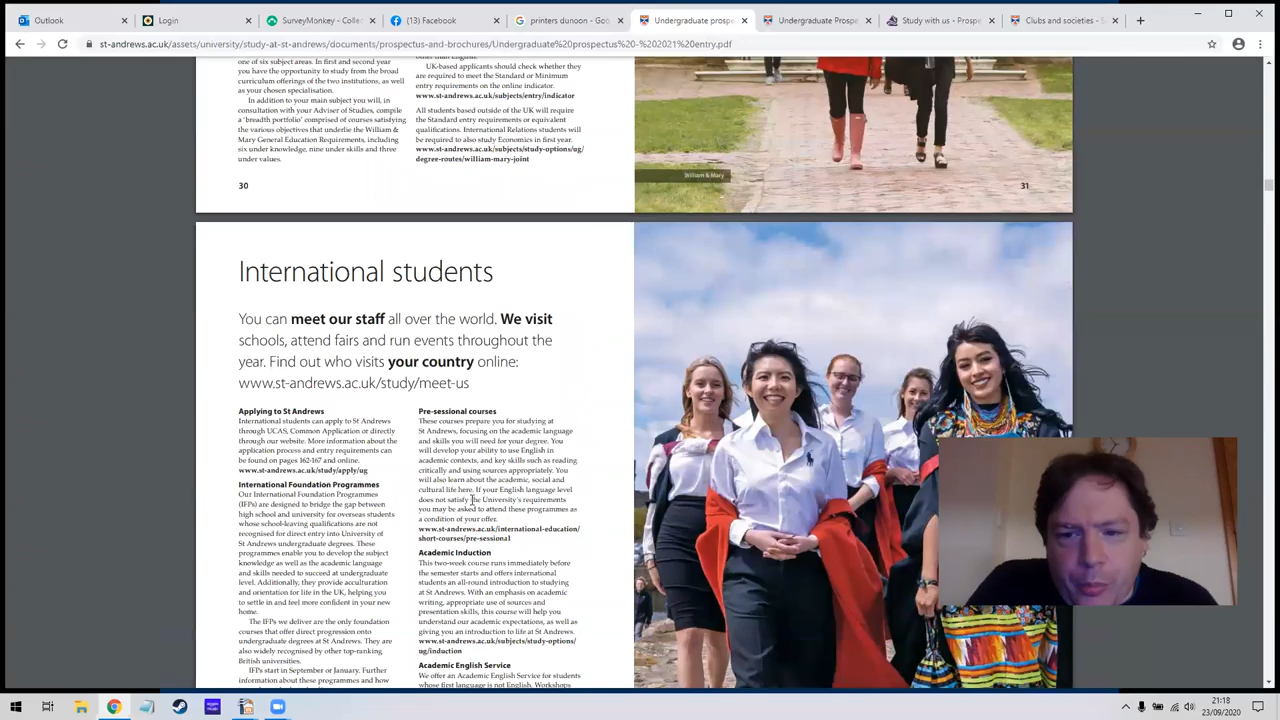 Outlook
Login
SurveyMonkey - Collec
(13) Facebook
printers dunoon - Goo
Undergraduate prospe
Undergraduate Prospe
Study with us - Prospe
Clubs and societies - S
st-andrews.ac.uk/assets/university/study-at-st-andrews/documents/prospectus-and-brochures/Undergraduate%20prospectus%20-%202021%20entry.pdf
one of six subject areas. In first and second year
you have the opportunity to study from the broad
curriculum offerings of the two institutions, as well
as your chosen specialisation.
In addition to your main subject you will, in
consultation with your Adviser of Studies, compile
a 'breadth portfolio' comprised of courses satisfying
the various objectives that underlie the William &
Mary General Education Requirements, including
six under knowledge, nine under skills and three
under values.
30
UK-based applicants should check whether they
are required to meet the Standard or Minimum
entry requirements on the online indicator.
www.st-andrews.ac.uk/subjects/entry/indicator
All students based outside of the UK will require
the Standard entry requirements or equivalent
qualifications. International Relations students will
be required to also study Economics in first year.
www.st-andrews.ac.uk/subjects/study-options/ug/
degree-routes/william-mary-joint
William & Mary
31
International students
You can meet our staff all over the world. We visit
schools, attend fairs and run events throughout the
year. Find out who visits your country online:
www.st-andrews.ac.uk/study/meet-us
Applying to St Andrews
International students can apply to St Andrews
through UCAS, Common Application or directly
through our website. More information about the
application process and entry requirements can
be found on pages 162-167 and online.
www.st-andrews.ac.uk/study/apply/ug
International Foundation Programmes
Our International Foundation Programmes
(IFPs) are designed to bridge the gap between
high school and university for overseas students
whose school-leaving qualifications are not
recognised for direct entry into University of
St Andrews undergraduate degrees. These
programmes enable you to develop the subject
knowledge as well as the academic language
and skills needed to succeed at undergraduate
level. Additionally, they provide acculturation
and orientation for life in the UK, helping you
to settle in and feel more confident in your new
home.
The IFPs we deliver are the only foundation
courses that offer direct progression onto
undergraduate degrees at St Andrews. They are
also widely recognised by other top-ranking
British universities.
IFPs start in September or January. Further
information about these programmes and how
Pre-sessional courses
These courses prepare you for studying at
St Andrews, focusing on the academic language
and skills you will need for your degree. You
will develop your ability to use English in
academic contexts, and key skills such as reading
critically and using sources appropriately. You
will also learn about the academic, social and
cultural life here. If your English language level
does not satisfy the University's requirements
you may be asked to attend these programmes as
a condition of your offer.
www.st-andrews.ac.uk/international-education/
short-courses/pre-sessional
Academic Induction
This two-week course runs immediately before
the semester starts and offers international
students an all-round introduction to studying
at St Andrews. With an emphasis on academic
writing, appropriate use of sources and
presentation skills, this course will help you
understand our academic expectations, as well as
giving you an introduction to life at St Andrews.
www.st-andrews.ac.uk/subjects/study-options/
ug/induction
Academic English Service
We offer an Academic English Service for students
whose first language is not English. Workshops
21:18
23/09/2020